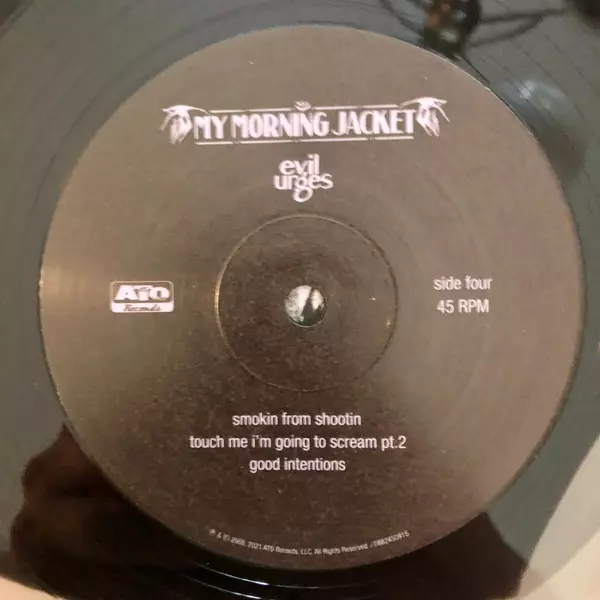 MY MORNING JACKET
evil
urges
ATO
Records
side four
45 RPM
smokin from shootin
touch me i'm going to scream pt.2
good intentions
℗ & © 2008, 2021 ATO Records, LLC. All Rights Reserved.